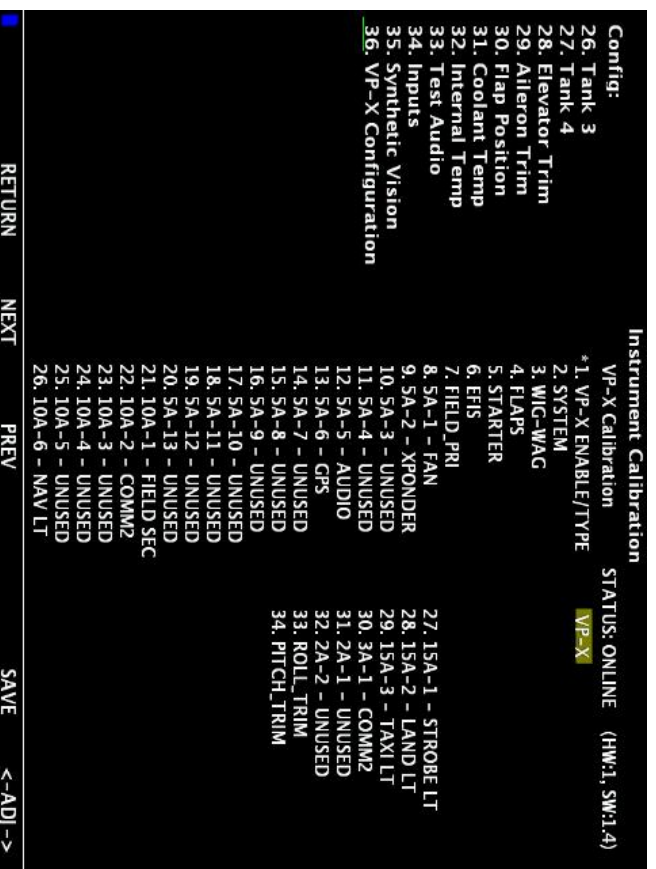 Instrument Calibration
Config:
26. Tank 3
27. Tank 4
28. Elevator Trim
29. Aileron Trim
30. Flap Position
31. Coolant Temp
32. Internal Temp
33. Test Audio
34. Inputs
35. Synthetic Vision
36. VP-X Configuration
VP-X Calibration STATUS: ONLINE (HW:1, SW:1.4)
*1. VP-X ENABLE/TYPE VP-X
2. SYSTEM
3. WIG-WAG
4. FLAPS
5. STARTER
6. EFIS
7. FIELD_PRI
8. 5A-1 - FAN
9. 5A-2 - XPONDER
10. 5A-3 - UNUSED
11. 5A-4 - UNUSED
12. 5A-5 - AUDIO
13. 5A-6 - GPS
14. 5A-7 - UNUSED
15. 5A-8 - UNUSED
16. 5A-9 - UNUSED
17. 5A-10 - UNUSED
18. 5A-11 - UNUSED
19. 5A-12 - UNUSED
20. 5A-13 - UNUSED
21. 10A-1 - FIELD SEC
22. 10A-2 - COMM2
23. 10A-3 - UNUSED
24. 10A-4 - UNUSED
25. 10A-5 - UNUSED
26. 10A-6 - NAV LT
27. 15A-1 - STROBE LT
28. 15A-2 - LAND LT
29. 15A-3 - TAXI LT
30. 3A-1 - COMM2
31. 2A-1 - UNUSED
32. 2A-2 - UNUSED
33. ROLL_TRIM
34. PITCH_TRIM
RETURN NEXT PREV SAVE <-ADJ->